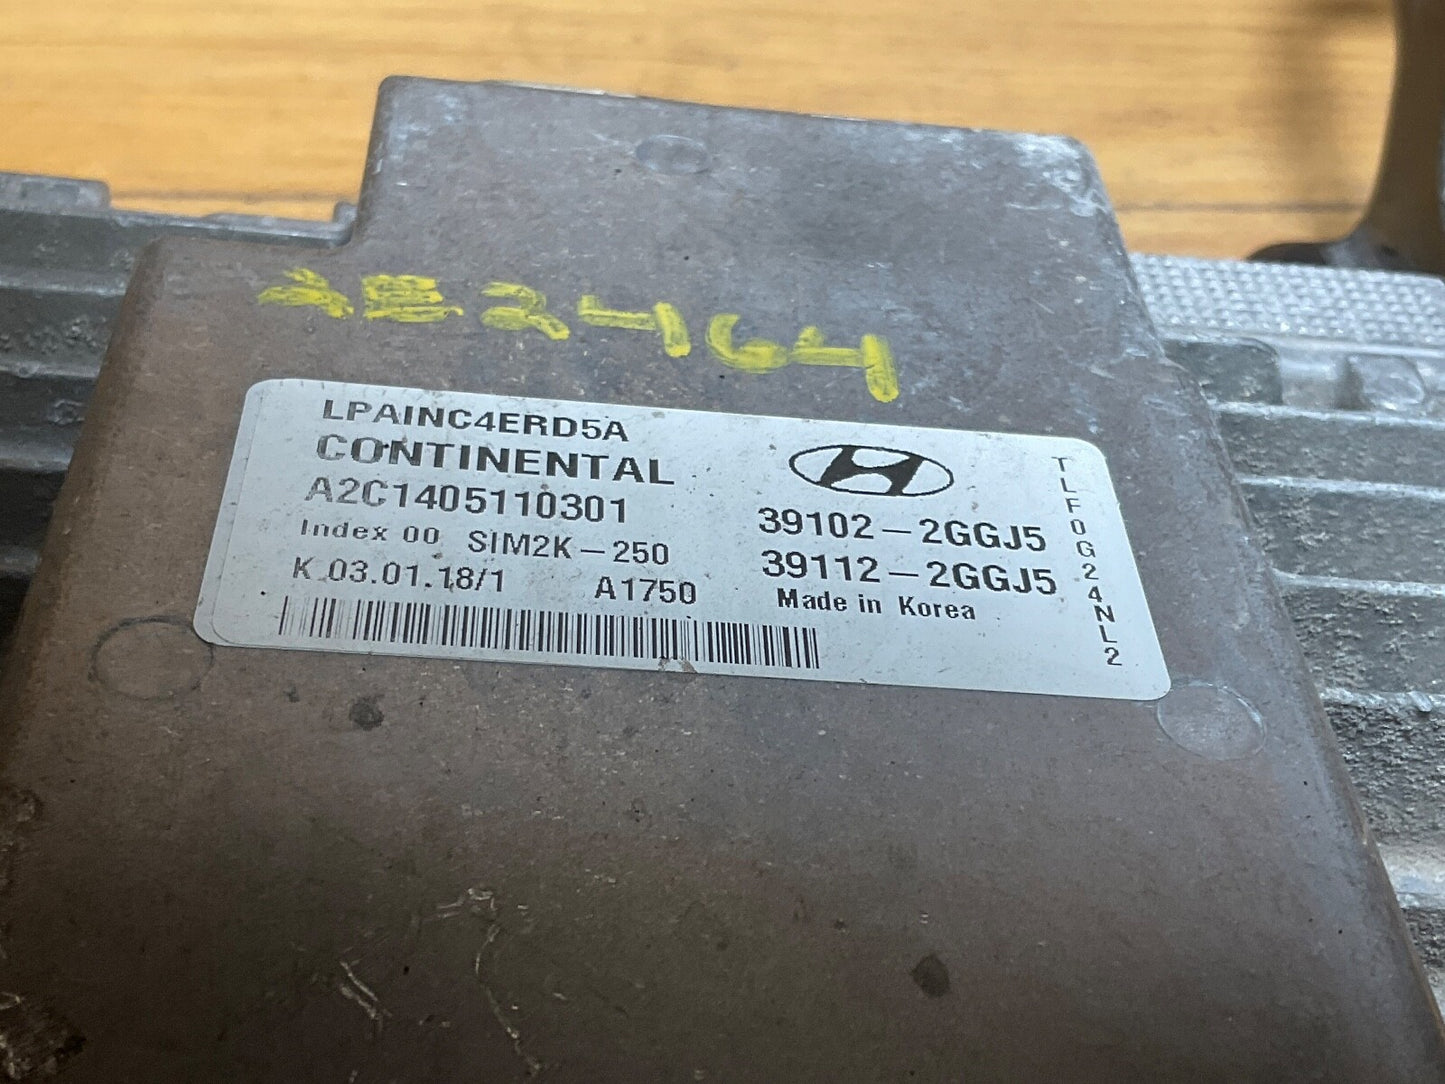 LPAINC4ERD5A
CONTINENTAL
A2C1405110301
Index 00 SIM2K-250
K 03.01.18/1 A1750
39102-2GGJ5
39112-2GGJ5
Made in Korea
TLF0G24NL2